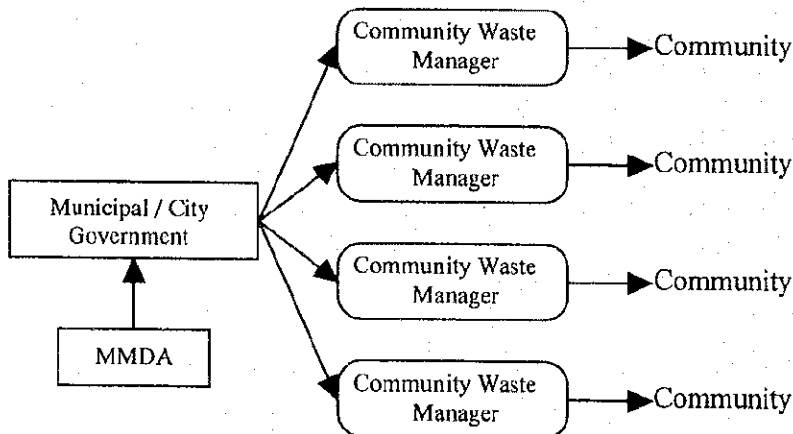 Community Waste
Manager
Community
Community Waste
Manager
Community
Municipal / City
Government
Community Waste
Manager
Community
MMDA
Community Waste
Manager
Community